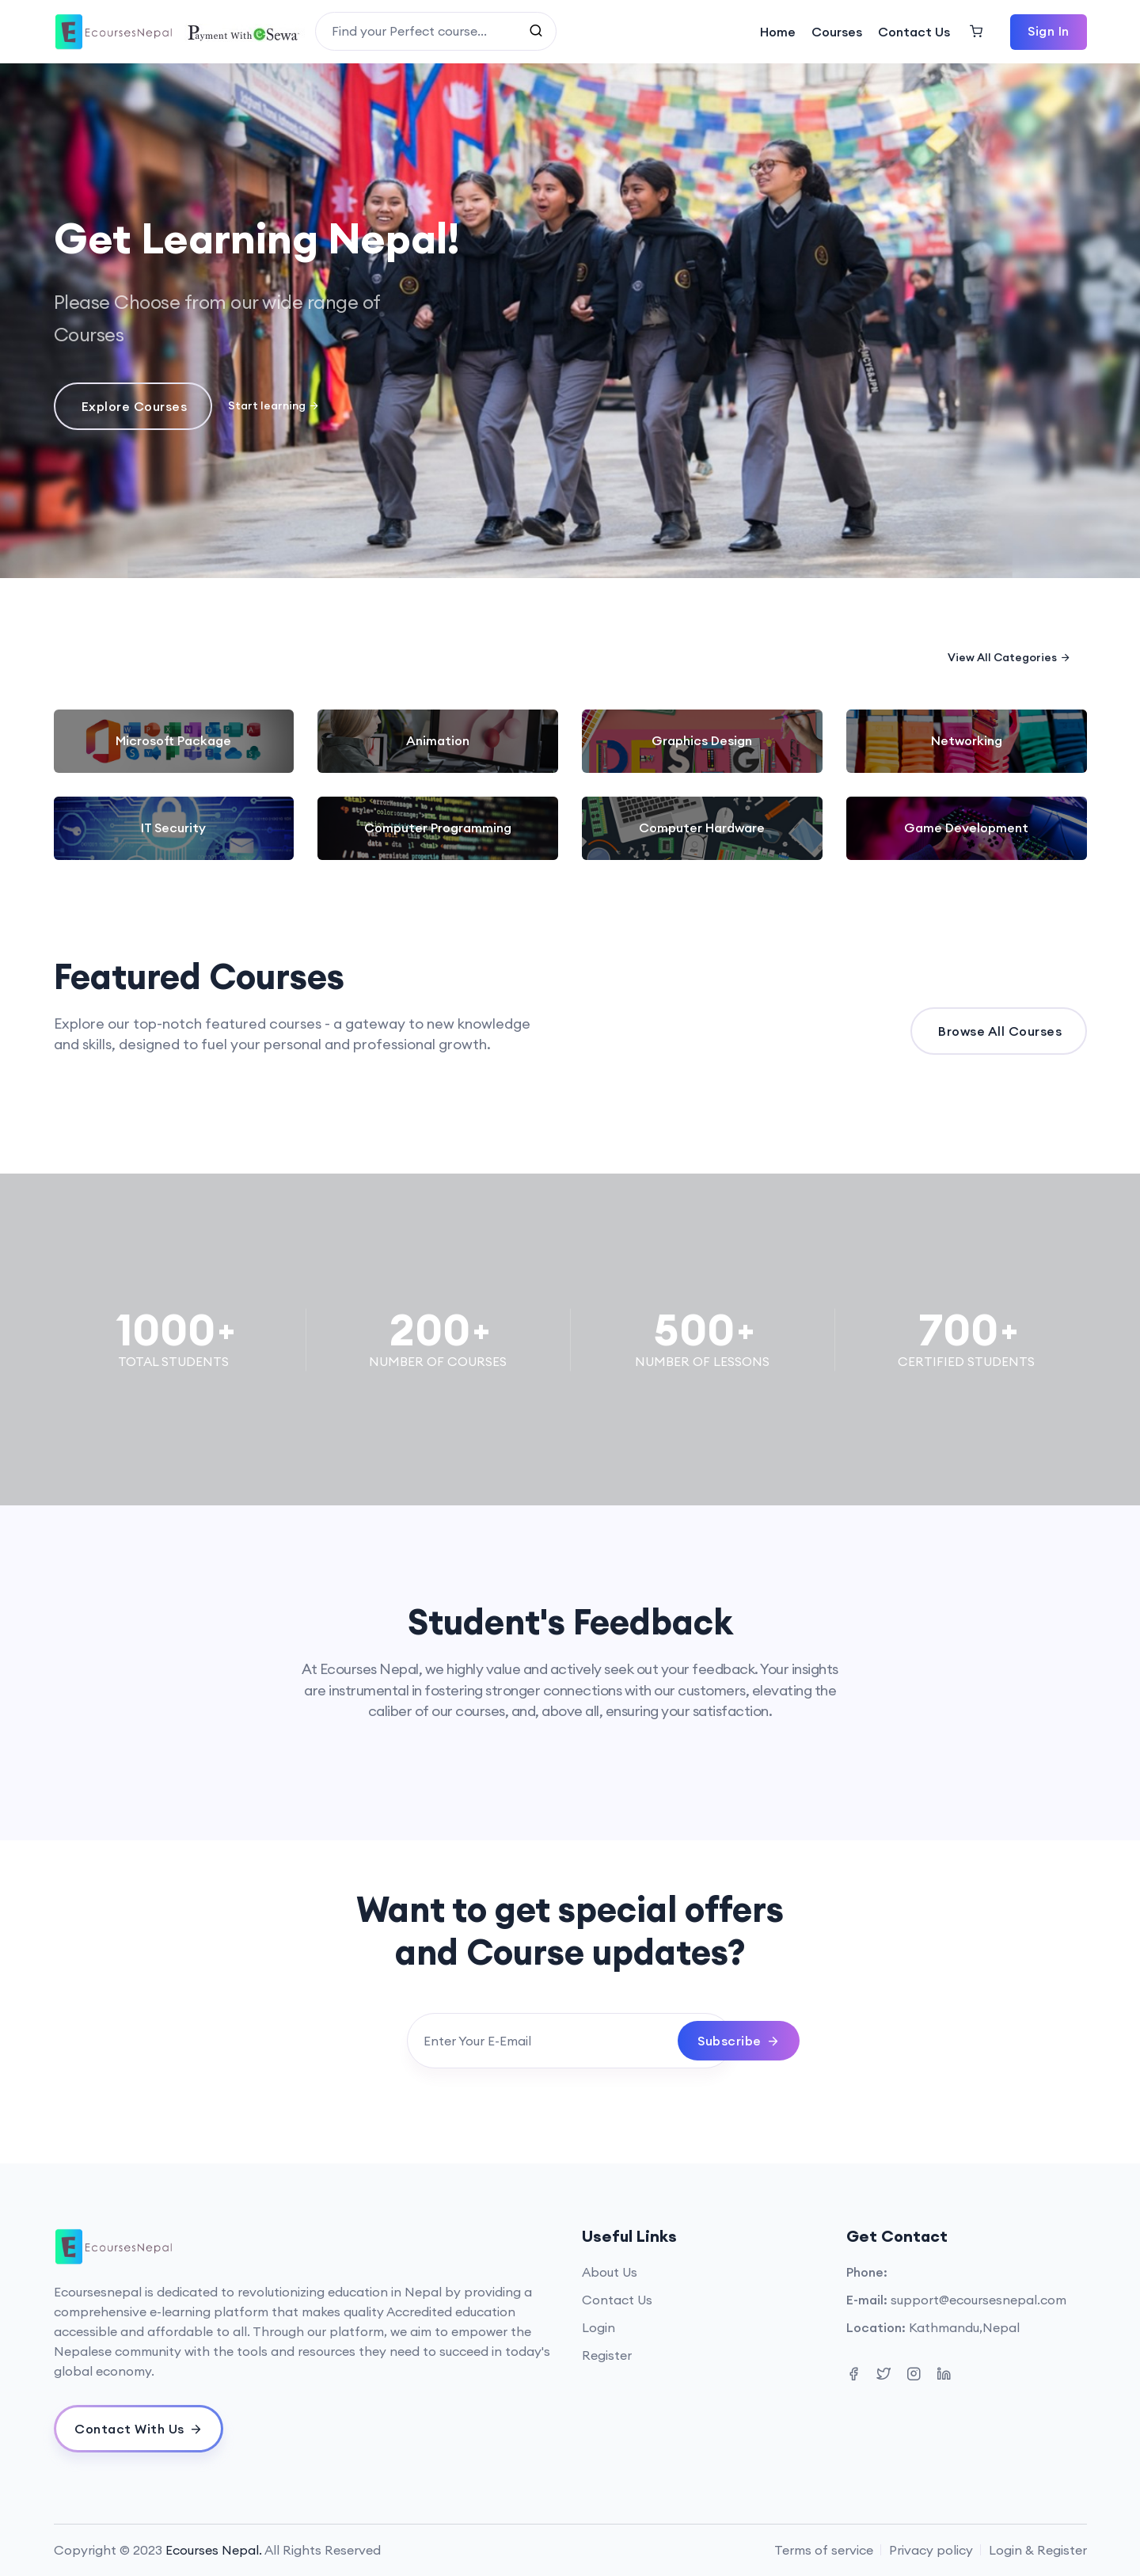 EcoursesNepal
Payment With eSewa
Find your Perfect course...
Home
Courses
Contact Us
Sign In
Get Learning Nepal!
Please Choose from our wide range of
Courses
Explore Courses
Start learning →
View All Categories →
Microsoft Package
Animation
Graphics Design
Networking
IT Security
Computer Programming
Computer Hardware
Game Development
Featured Courses
Explore our top-notch featured courses - a gateway to new knowledge
and skills, designed to fuel your personal and professional growth.
Browse All Courses
1000+
TOTAL STUDENTS
200+
NUMBER OF COURSES
500+
NUMBER OF LESSONS
700+
CERTIFIED STUDENTS
Student's Feedback
At Ecourses Nepal, we highly value and actively seek out your feedback. Your insights
are instrumental in fostering stronger connections with our customers, elevating the
caliber of our courses, and, above all, ensuring your satisfaction.
Want to get special offers
and Course updates?
Enter Your E-Email
Subscribe →
EcoursesNepal
Ecoursesnepal is dedicated to revolutionizing education in Nepal by providing a
comprehensive e-learning platform that makes quality Accredited education
accessible and affordable to all. Through our platform, we aim to empower the
Nepalese community with the tools and resources they need to succeed in today's
global economy.
Contact With Us →
Useful Links
About Us
Contact Us
Login
Register
Get Contact
Phone:
E-mail: support@ecoursesnepal.com
Location: Kathmandu,Nepal
Copyright © 2023 Ecourses Nepal. All Rights Reserved
Terms of service
Privacy policy
Login & Register